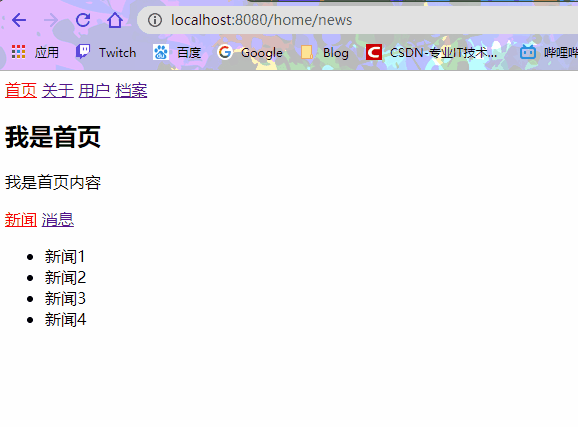 localhost:8080/home/news
应用 Twitch 百度 Google Blog CSDN-专业IT技术... 哔哩哔
首页 关于 用户 档案
我是首页
我是首页内容
新闻 消息
新闻1
新闻2
新闻3
新闻4